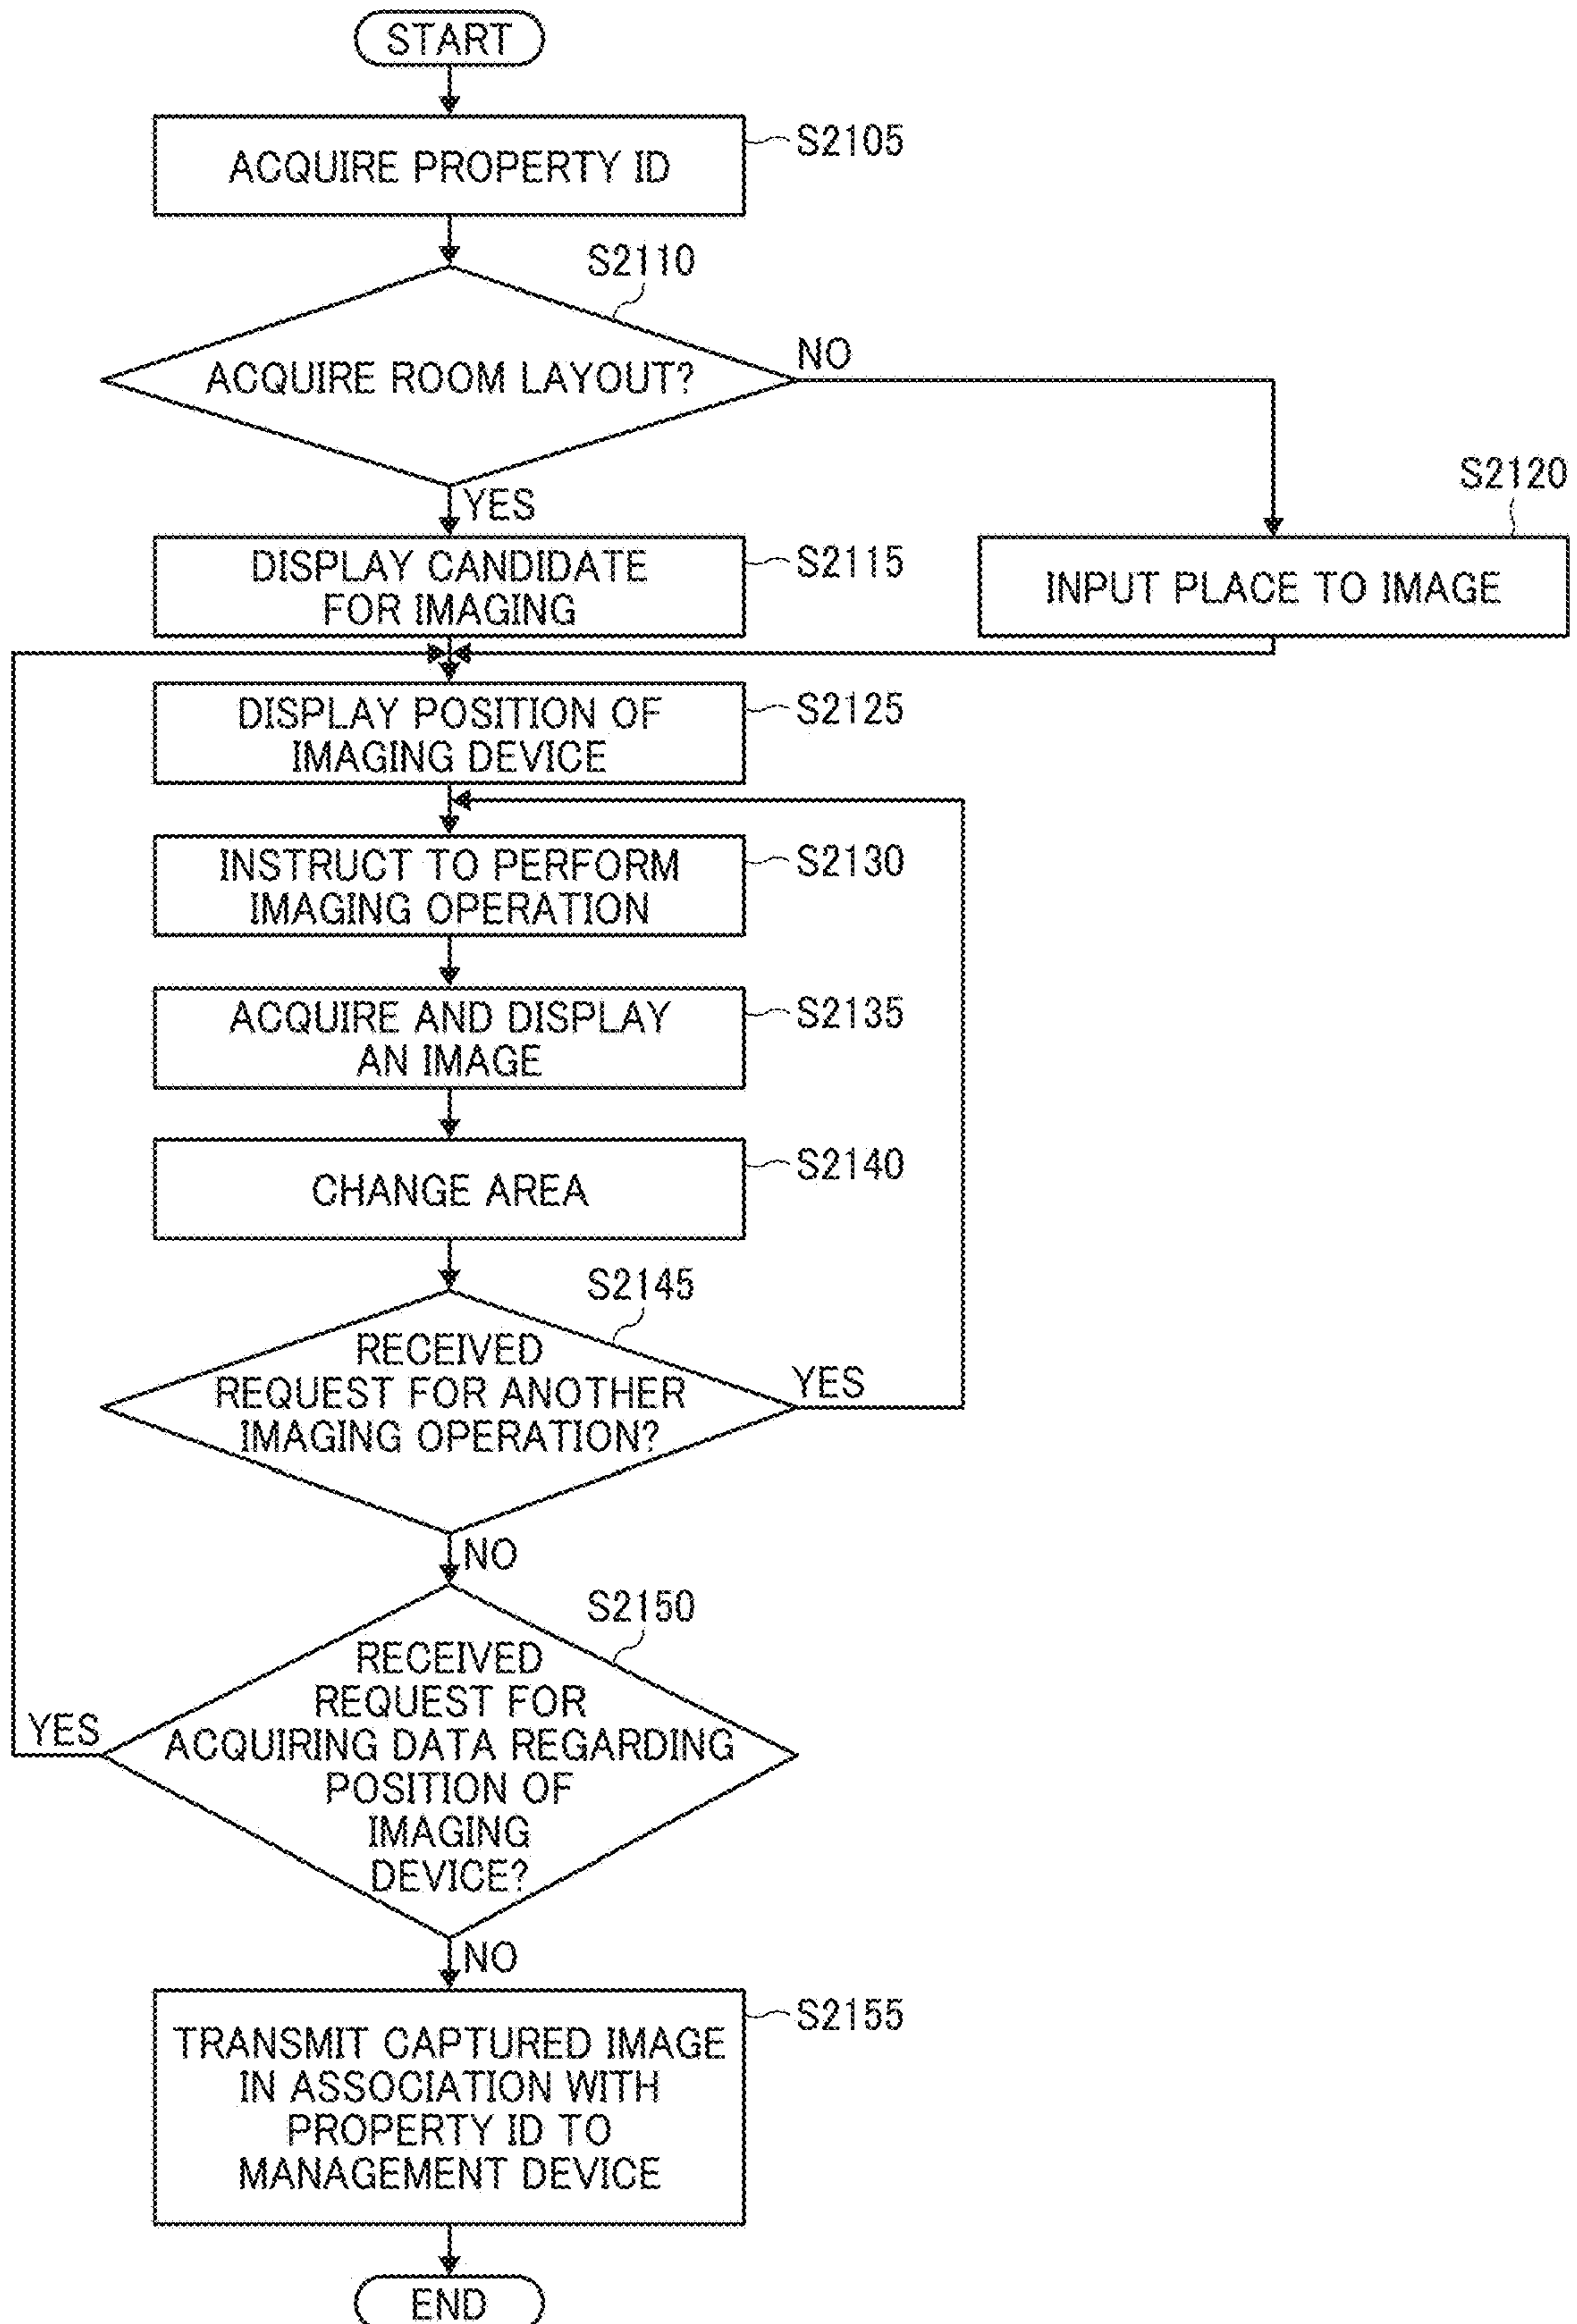 START
ACQUIRE PROPERTY ID
S2105
S2110
ACQUIRE ROOM LAYOUT?
NO
YES
S2120
DISPLAY CANDIDATE
FOR IMAGING
S2115
INPUT PLACE TO IMAGE
DISPLAY POSITION OF
IMAGING DEVICE
S2125
INSTRUCT TO PERFORM
IMAGING OPERATION
S2130
ACQUIRE AND DISPLAY
AN IMAGE
S2135
CHANGE AREA
S2140
S2145
RECEIVED
REQUEST FOR ANOTHER
IMAGING OPERATION?
YES
NO
S2150
RECEIVED
REQUEST FOR
ACQUIRING DATA REGARDING
POSITION OF
IMAGING
DEVICE?
YES
NO
TRANSMIT CAPTURED IMAGE
IN ASSOCIATION WITH
PROPERTY ID TO
MANAGEMENT DEVICE
S2155
END